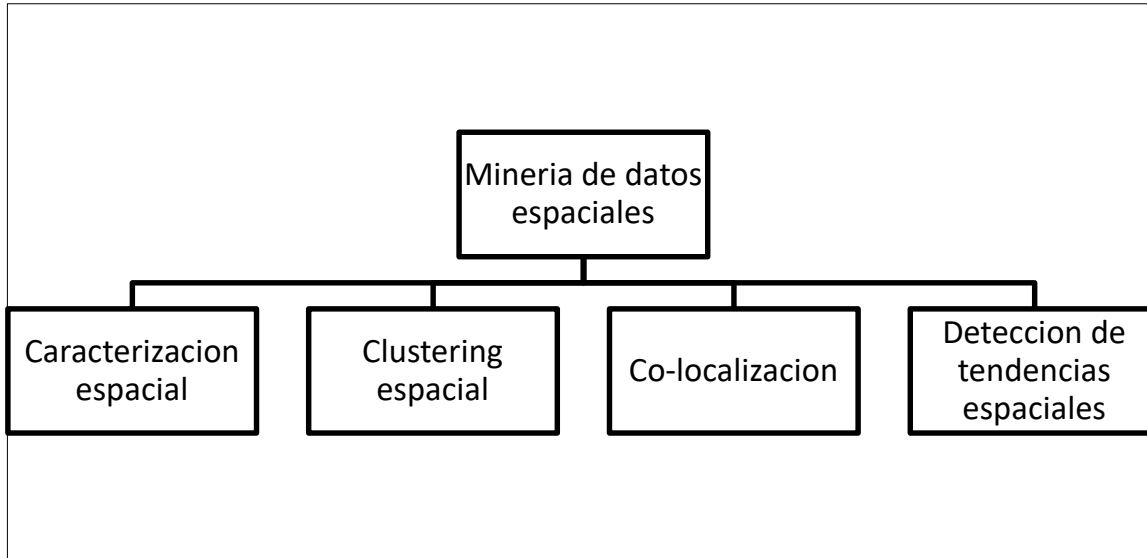 Mineria de datos
espaciales
Caracterizacion
espacial
Clustering
espacial
Co-localizacion
Deteccion de
tendencias
espaciales